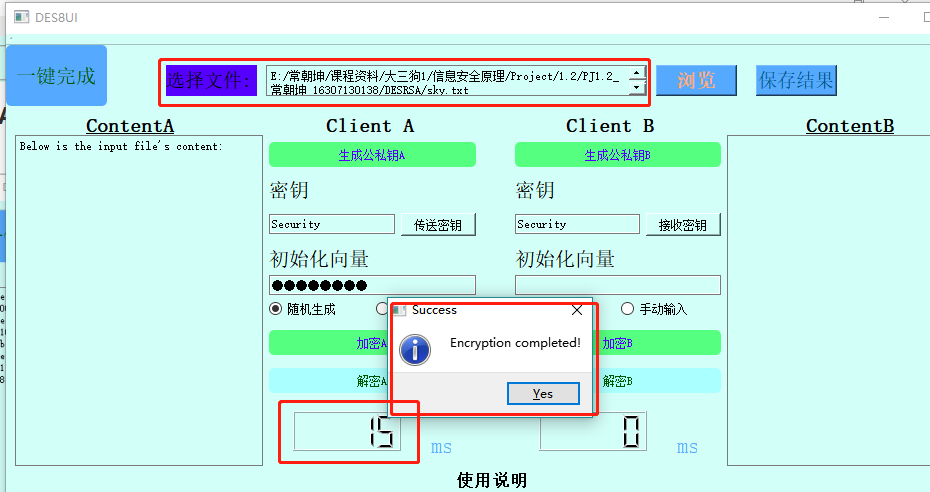 DES8UI
一键完成
选择文件:
E:/常朝坤/课程资料/大三狗1/信息安全原理/Project/1.2/PJ1.2_
常朝坤_16307130138/DESRSA/sky.txt
浏览
保存结果
ContentA
Client A
Client B
ContentB
Below is the input file's content:
生成公私钥A
生成公私钥B
密钥
密钥
Security
传送密钥
Security
接收密钥
初始化向量
初始化向量
随机生成
手动输入
Success
Encryption completed!
Yes
加密A
加密B
解密A
解密B
15
ms
0
ms
使用说明